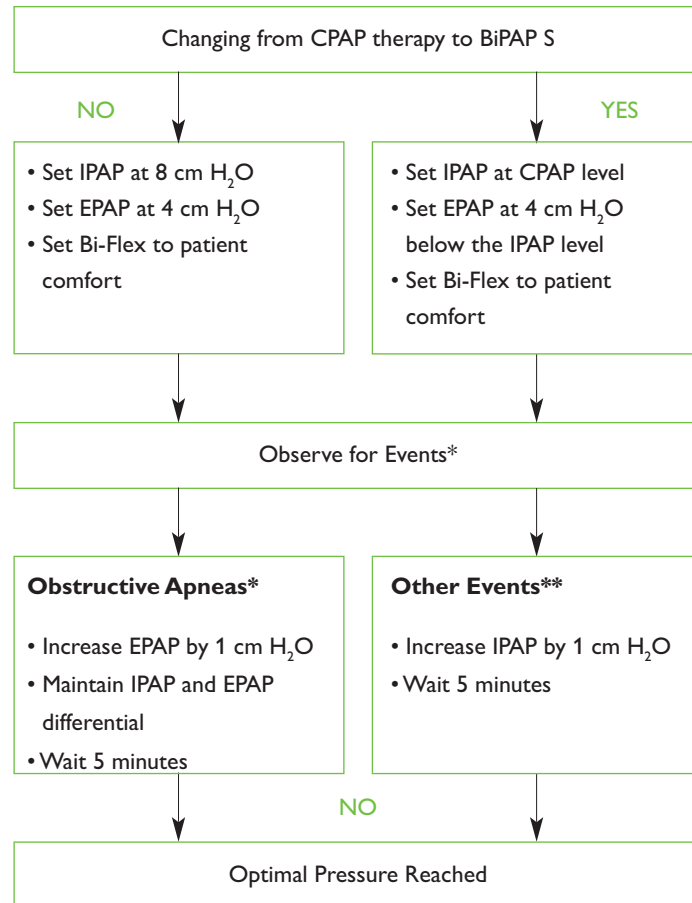 Changing from CPAP therapy to BiPAP S
NO
YES
• Set IPAP at 8 cm H₂O
• Set EPAP at 4 cm H₂O
• Set Bi-Flex to patient
comfort
• Set IPAP at CPAP level
• Set EPAP at 4 cm H₂O
below the IPAP level
• Set Bi-Flex to patient
comfort
Observe for Events*
Obstructive Apneas*
• Increase EPAP by 1 cm H₂O
• Maintain IPAP and EPAP
differential
• Wait 5 minutes
Other Events**
• Increase IPAP by 1 cm H₂O
• Wait 5 minutes
NO
Optimal Pressure Reached